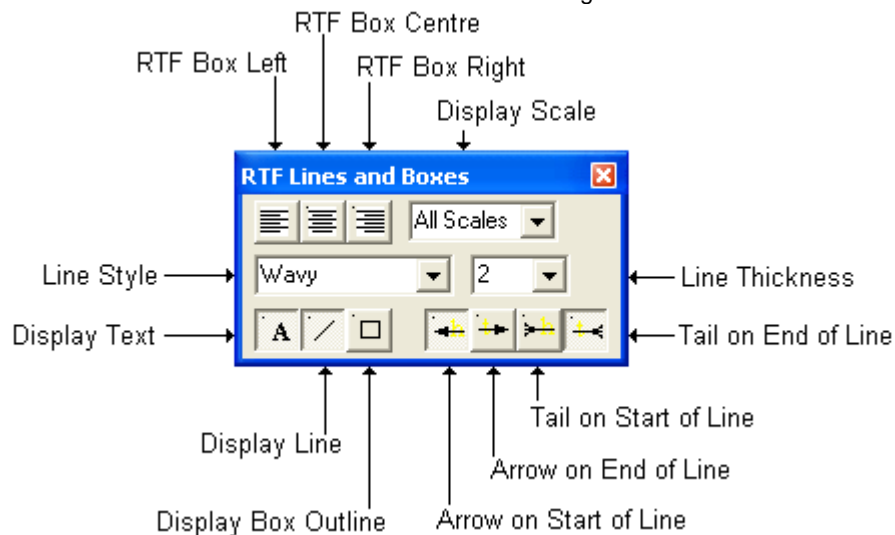 RTF Box Centre
RTF Box Left
RTF Box Right
Display Scale
RTF Lines and Boxes
All Scales
Line Style
Wavy
2
Line Thickness
Display Text
A
Tail on End of Line
Tail on Start of Line
Display Line
Arrow on End of Line
Display Box Outline
Arrow on Start of Line